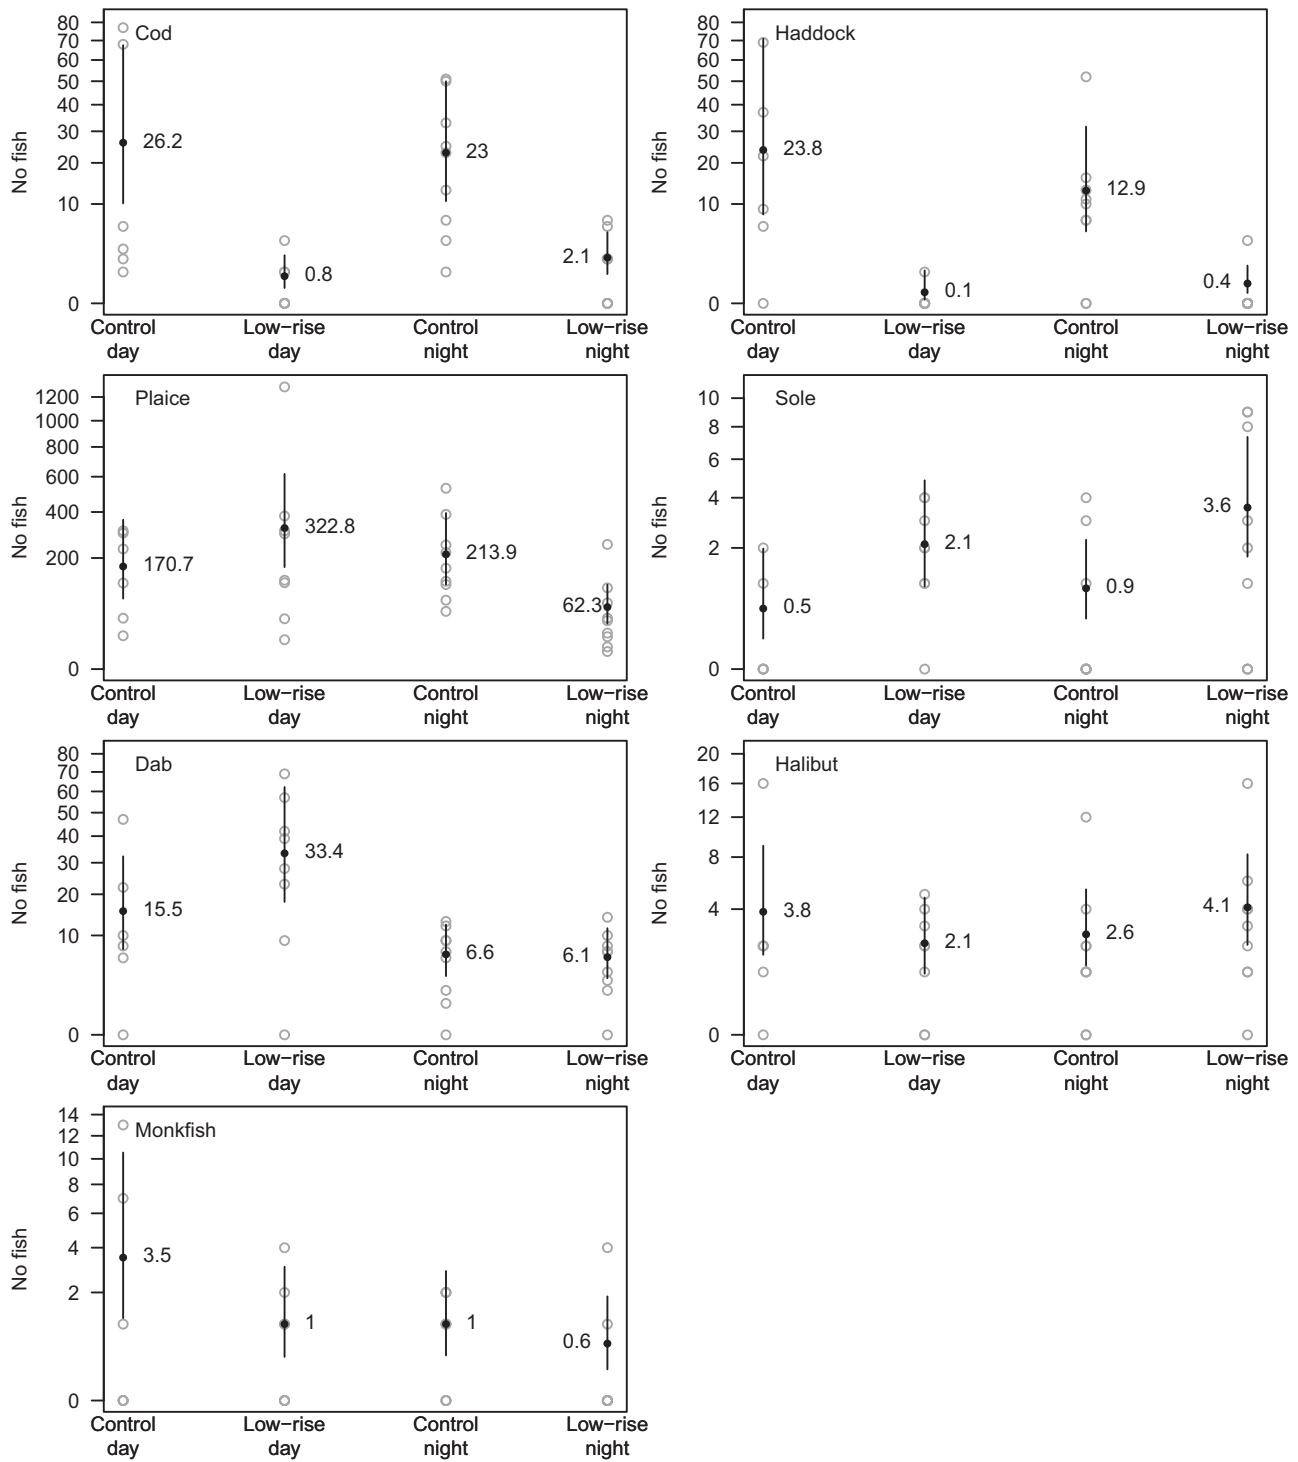 Cod
No fish
80
70
60
50
40
30
20
10
0
26.2
0.8
23
2.1
Control day
Low−rise day
Control night
Low−rise night
Haddock
No fish
80
70
60
50
40
30
20
10
0
23.8
0.1
12.9
0.4
Control day
Low−rise day
Control night
Low−rise night
Plaice
No fish
1200
1000
800
600
400
200
0
170.7
322.8
213.9
62.3
Control day
Low−rise day
Control night
Low−rise night
Sole
No fish
10
8
6
4
2
0
0.5
2.1
0.9
3.6
Control day
Low−rise day
Control night
Low−rise night
Dab
No fish
80
70
60
50
40
30
20
10
0
15.5
33.4
6.6
6.1
Control day
Low−rise day
Control night
Low−rise night
Halibut
No fish
20
16
12
8
4
0
3.8
2.1
2.6
4.1
Control day
Low−rise day
Control night
Low−rise night
Monkfish
No fish
14
12
10
8
6
4
2
0
3.5
1
1
0.6
Control day
Low−rise day
Control night
Low−rise night